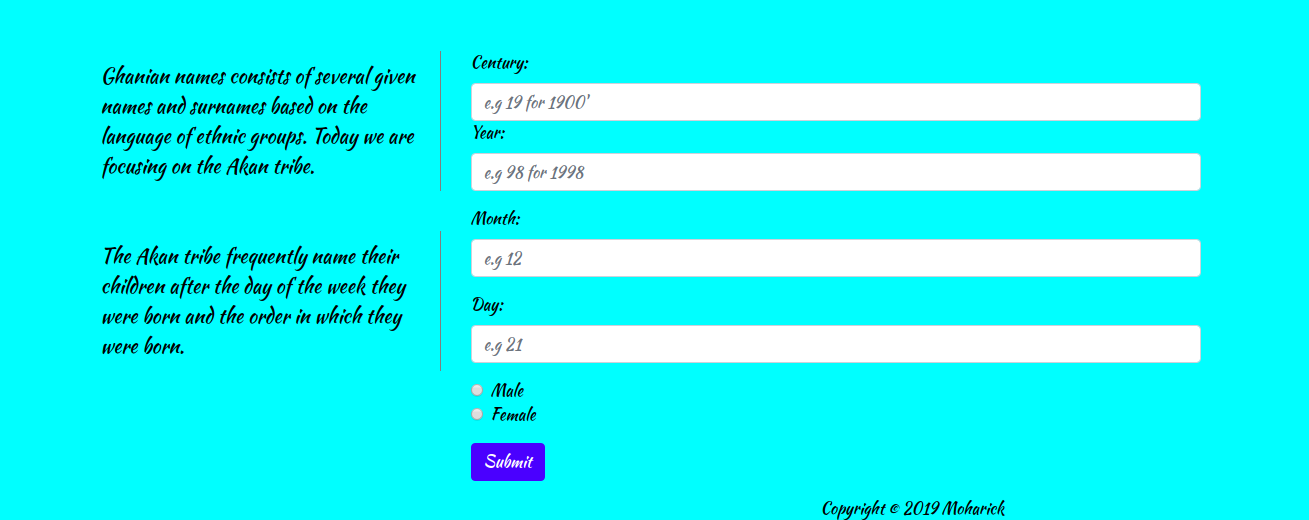 Ghanian names consists of several given
names and surnames based on the
language of ethnic groups. Today we are
focusing on the Akan tribe.
The Akan tribe frequently name their
children after the day of the week they
were born and the order in which they
were born.
Century:
e.g 19 for 1900'
Year:
e.g 98 for 1998
Month:
e.g 12
Day:
e.g 21
Male
Female
Submit
Copyright © 2019 Moharick